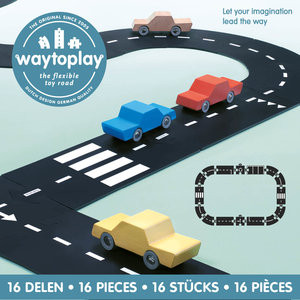 THE ORIGINAL SINCE 2003
waytoplay
the flexible
toy road
DUTCH DESIGN GERMAN QUALITY
Let your imagination
lead the way
16 DELEN • 16 PIECES • 16 STÜCKS • 16 PIÈCES